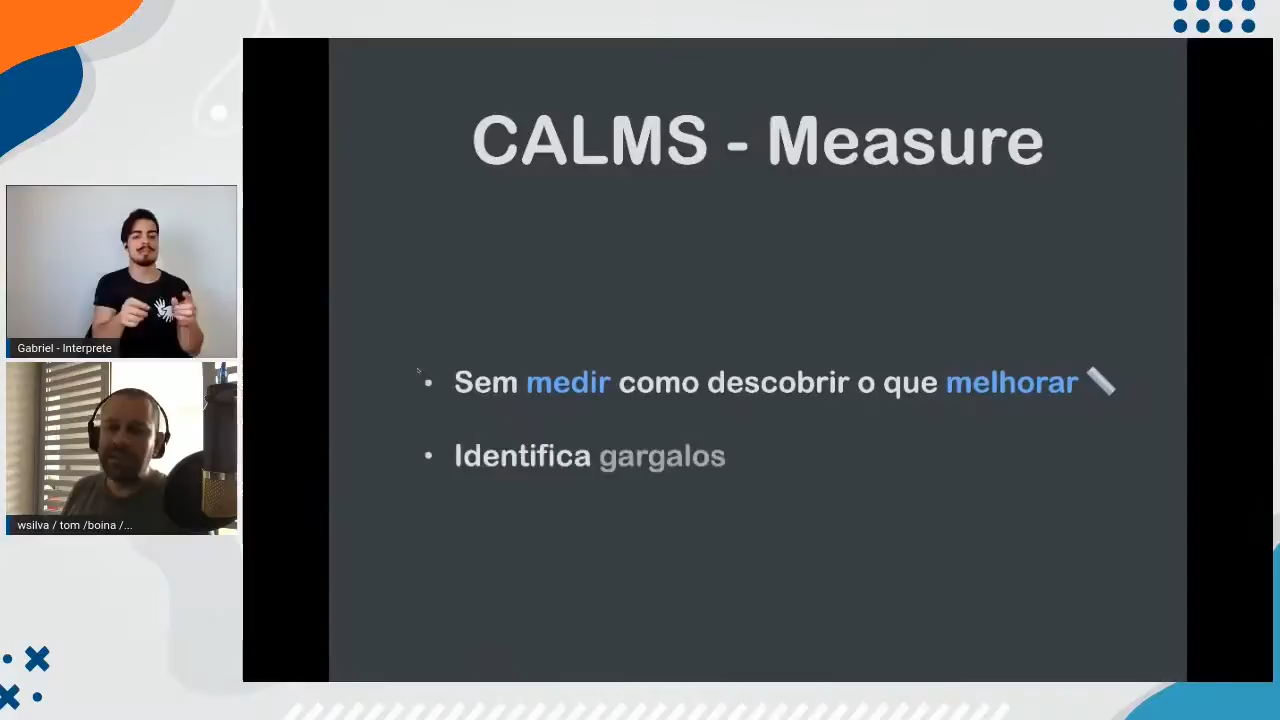 CALMS - Measure
• Sem medir como descobrir o que melhorar
• Identifica gargalos
Gabriel - Interprete
wsilva / tom /boina /...